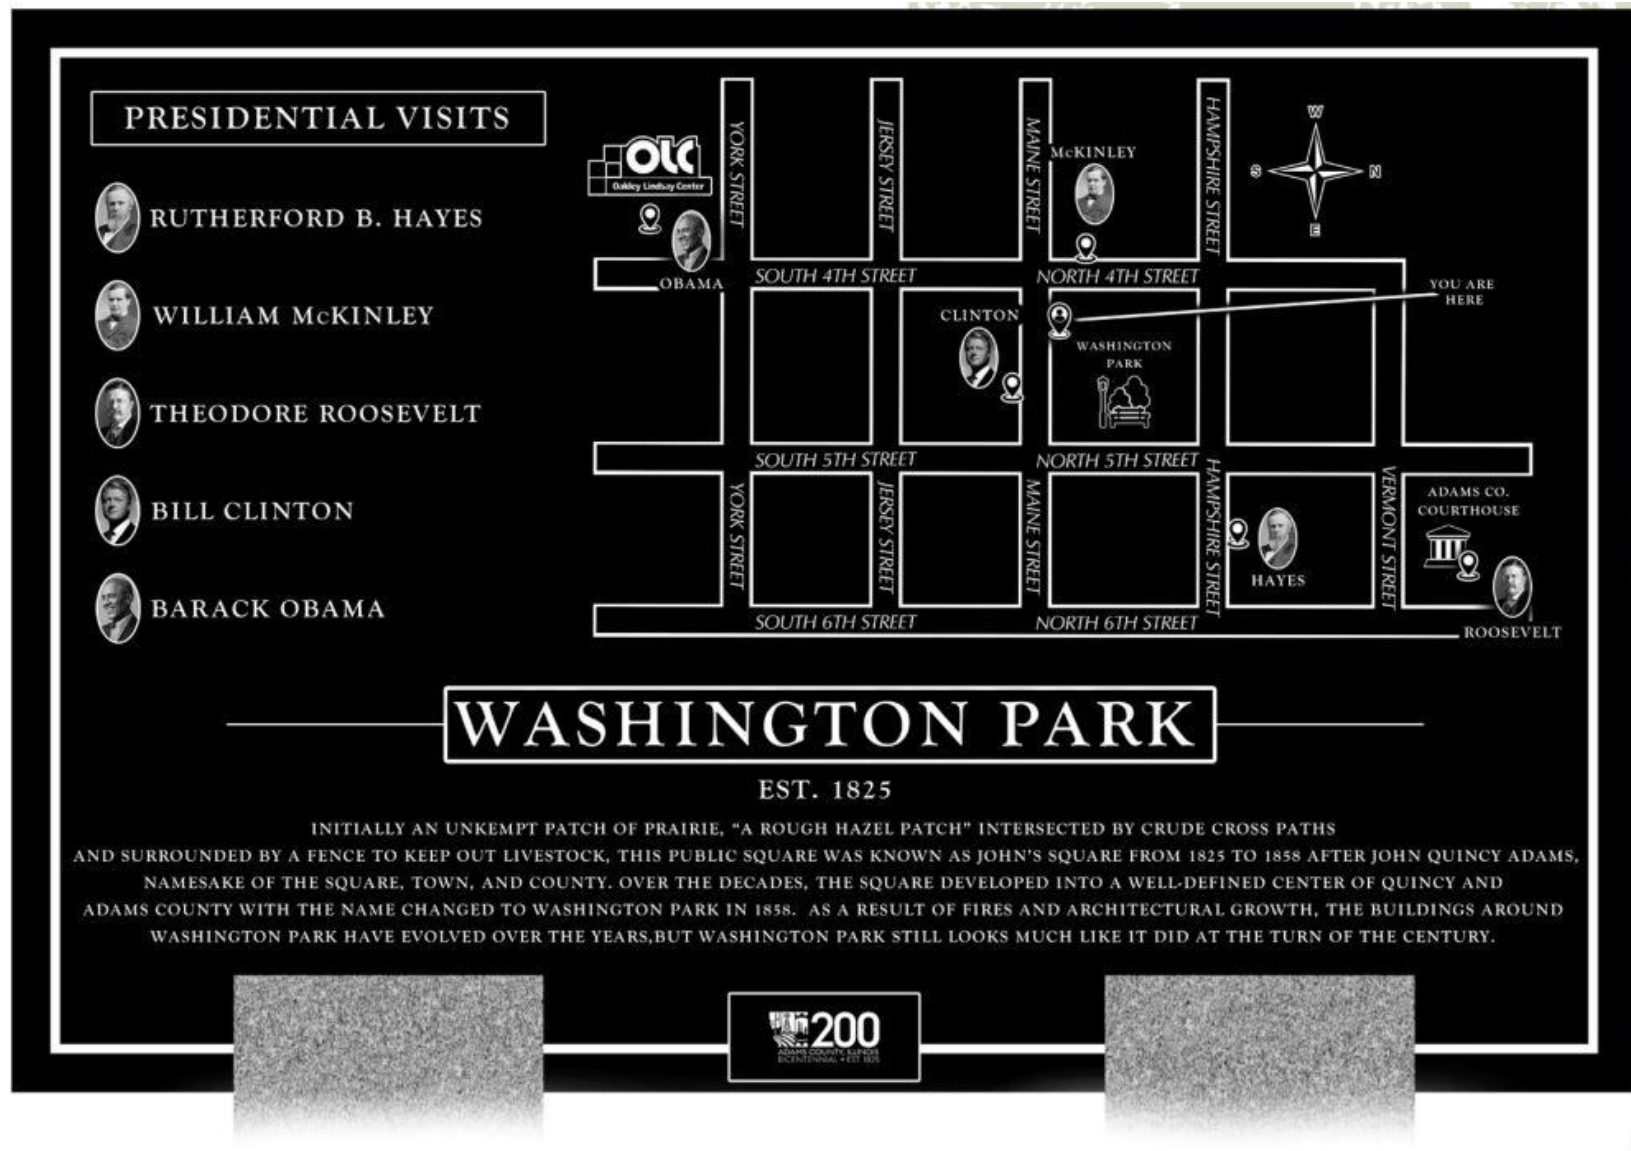 PRESIDENTIAL VISITS
RUTHERFORD B. HAYES
WILLIAM McKINLEY
THEODORE ROOSEVELT
BILL CLINTON
BARACK OBAMA
OLC
Oakley Lindsay Center
OBAMA
YORK STREET
JERSEY STREET
MAINE STREET
McKINLEY
HAMPSHIRE STREET
W
S
N
E
SOUTH 4TH STREET
NORTH 4TH STREET
YOU ARE
HERE
CLINTON
WASHINGTON
PARK
SOUTH 5TH STREET
NORTH 5TH STREET
YORK STREET
JERSEY STREET
MAINE STREET
HAMPSHIRE STREET
HAYES
VERMONT STREET
ADAMS CO.
COURTHOUSE
ROOSEVELT
SOUTH 6TH STREET
NORTH 6TH STREET
WASHINGTON PARK
EST. 1825
INITIALLY AN UNKEMPT PATCH OF PRAIRIE, “A ROUGH HAZEL PATCH” INTERSECTED BY CRUDE CROSS PATHS
AND SURROUNDED BY A FENCE TO KEEP OUT LIVESTOCK, THIS PUBLIC SQUARE WAS KNOWN AS JOHN’S SQUARE FROM 1825 TO 1858 AFTER JOHN QUINCY ADAMS,
NAMESAKE OF THE SQUARE, TOWN, AND COUNTY. OVER THE DECADES, THE SQUARE DEVELOPED INTO A WELL-DEFINED CENTER OF QUINCY AND
ADAMS COUNTY WITH THE NAME CHANGED TO WASHINGTON PARK IN 1858. AS A RESULT OF FIRES AND ARCHITECTURAL GROWTH, THE BUILDINGS AROUND
WASHINGTON PARK HAVE EVOLVED OVER THE YEARS,BUT WASHINGTON PARK STILL LOOKS MUCH LIKE IT DID AT THE TURN OF THE CENTURY.
200
ADAMS COUNTY, ILLINOIS
BICENTENNIAL • EST. 1825